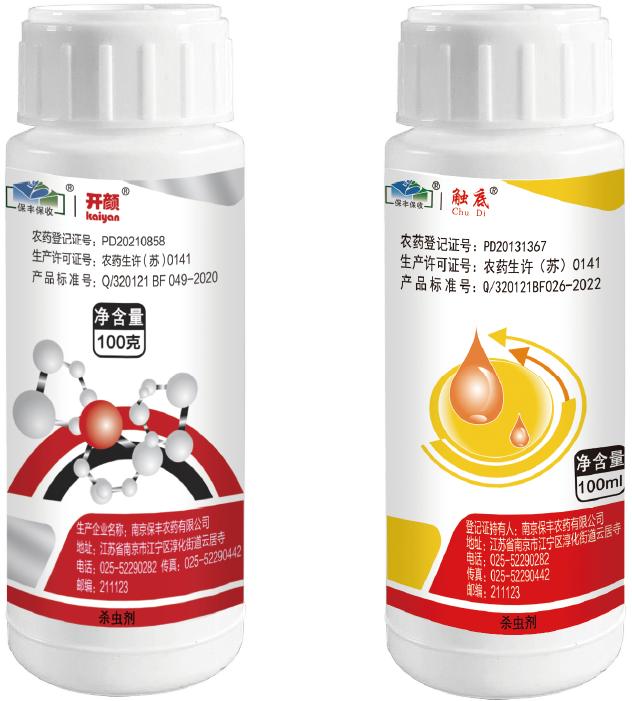 保丰保收®
开颜®
kaiyan
农药登记证号：PD20210858
生产许可证号：农药生许(苏)0141
产品标准号：Q/320121 BF 049-2020
净含量
100克
生产企业名称：南京保丰农药有限公司
地址：江苏省南京市江宁区淳化街道云居寺
电话：025-52290282 传真：025-52290442
邮编：211123
杀虫剂
保丰保收®
触底®
Chu Di
农药登记证号：PD20131367
生产许可证号：农药生许（苏）0141
产品标准号：Q/320121BF026-2022
净含量
100ml
登记证持有人：南京保丰农药有限公司
地址：江苏省南京市江宁区淳化街道云居寺
电话：025-52290282
传真：025-52290442
邮编：211123
杀虫剂